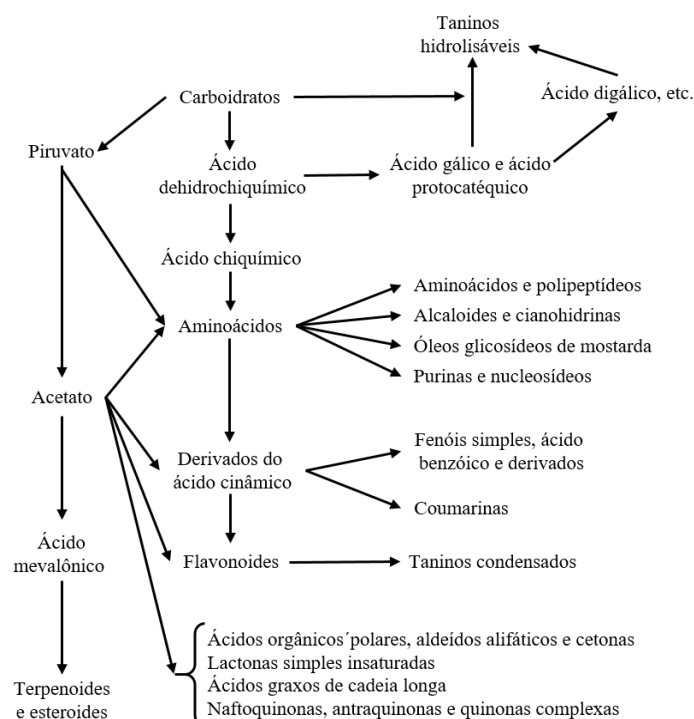 Taninos
hidrolisáveis
Carboidratos
Ácido digálico, etc.
Piruvato
Ácido
dehidrochiquímico
Ácido gálico e ácido
protocatéquico
Ácido chiquímico
Aminoácidos
Aminoácidos e polipeptídeos
Alcaloides e cianohidrinas
Óleos glicosídeos de mostarda
Purinas e nucleosídeos
Acetato
Derivados do
ácido cinâmico
Fenóis simples, ácido
benzóico e derivados
Coumarinas
Ácido
mevalônico
Flavonoides
Taninos condensados
Ácidos orgânicos´polares, aldeídos alifáticos e cetonas
Lactonas simples insaturadas
Ácidos graxos de cadeia longa
Naftoquinonas, antraquinonas e quinonas complexas
Terpenoides
e esteroides